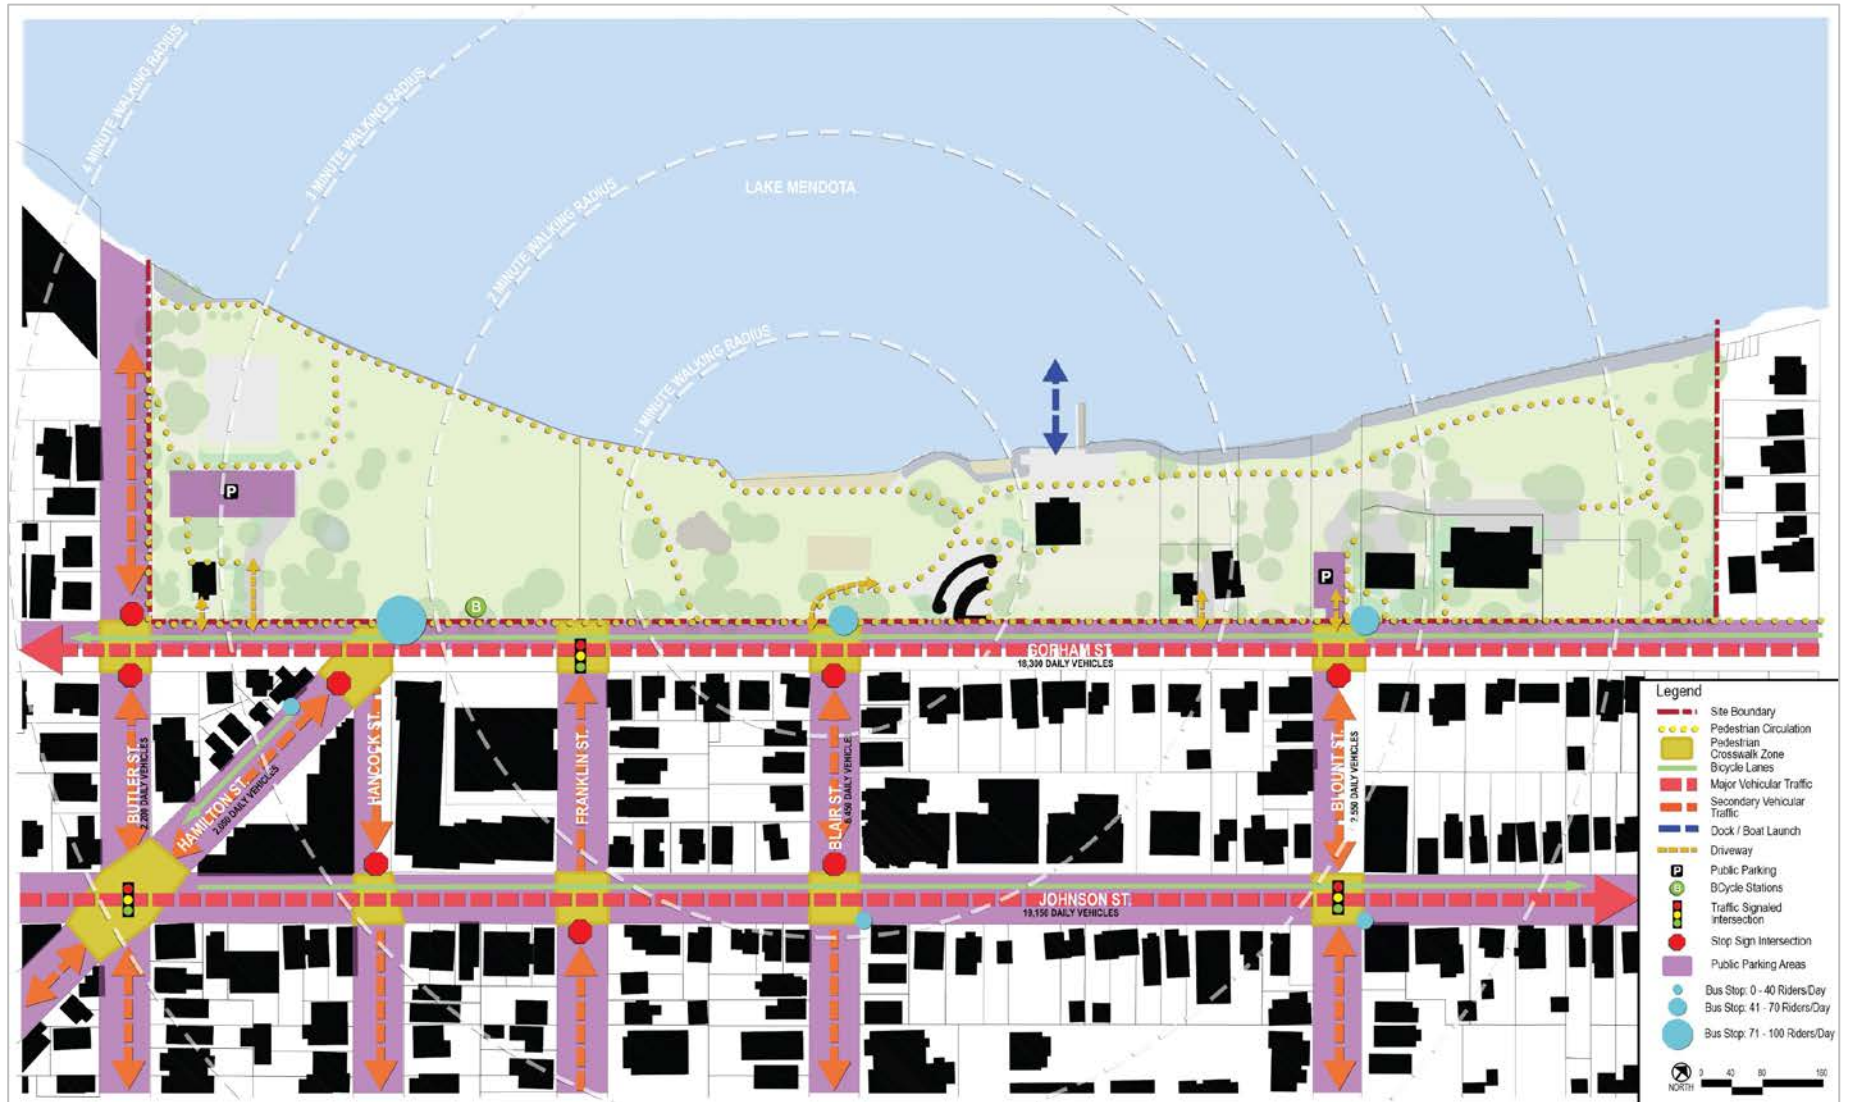 4 MINUTE WALKING RADIUS
3 MINUTE WALKING RADIUS
2 MINUTE WALKING RADIUS
1 MINUTE WALKING RADIUS
LAKE MENDOTA
P
P
B
GORHAM ST.
18,300 DAILY VEHICLES
BUTLER ST.
2,200 DAILY VEHICLES
HAMILTON ST.
DAILY VEHICLES
HANCOCK ST.
FRANKLIN ST.
BLAIR ST.
6,450 DAILY VEHICLES
BLOUNT ST.
2,550 DAILY VEHICLES
JOHNSON ST.
19,150 DAILY VEHICLES
Legend
Site Boundary
Pedestrian Circulation
Pedestrian
Crosswalk Zone
Bicycle Lanes
Major Vehicular Traffic
Secondary Vehicular
Traffic
Dock / Boat Launch
Driveway
P Public Parking
B BCycle Stations
Traffic Signaled
Intersection
Stop Sign Intersection
Public Parking Areas
Bus Stop: 0 - 40 Riders/Day
Bus Stop: 41 - 70 Riders/Day
Bus Stop: 71 - 100 Riders/Day
NORTH
0 40 80 160